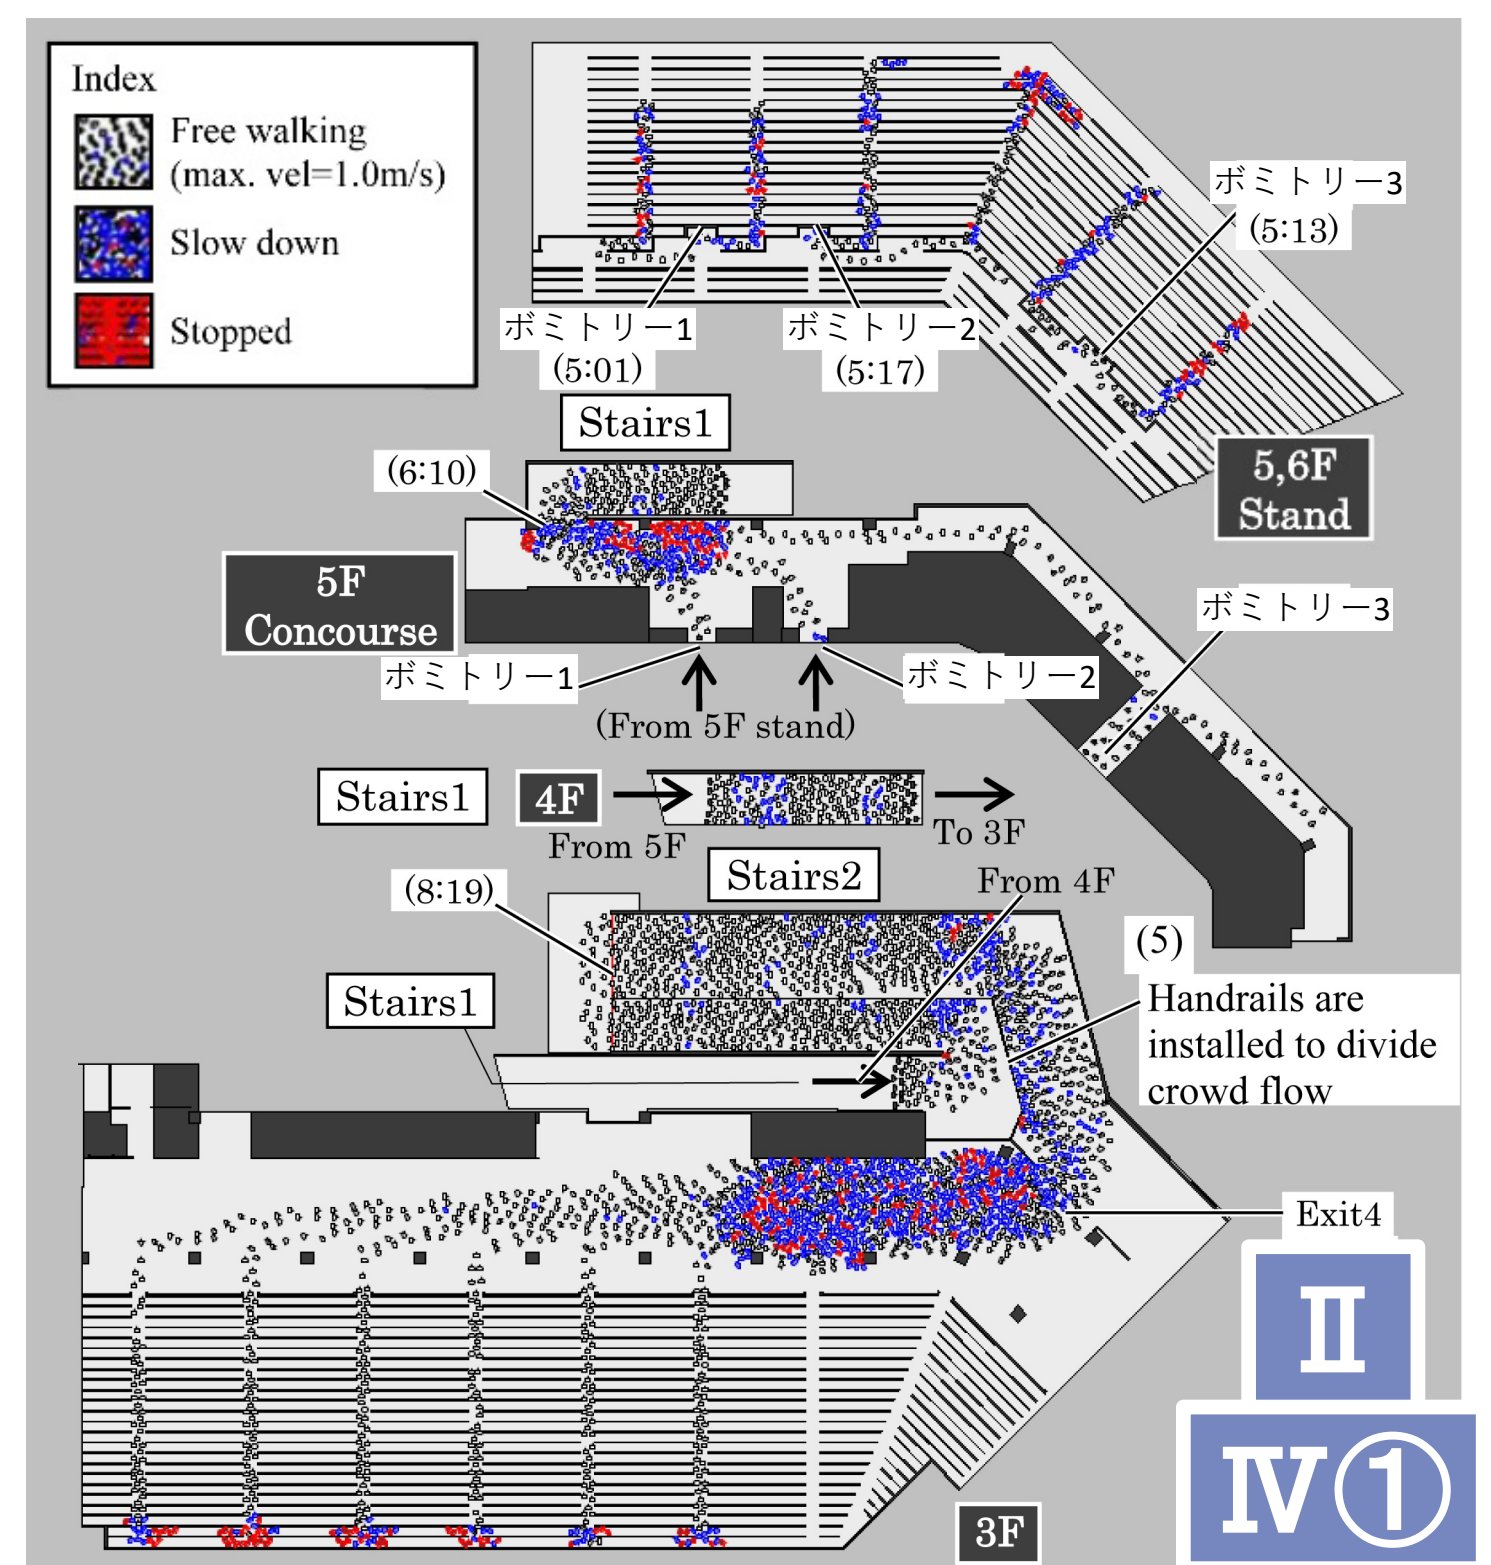 Index
Free walking
(max. vel=1.0m/s)
Slow down
Stopped
ボミトリー3
(5:13)
ボミトリー1
(5:01)
ボミトリー2
(5:17)
Stairs1
5,6F
Stand
(6:10)
5F
Concourse
ボミトリー3
ボミトリー1
ボミトリー2
(From 5F stand)
Stairs1
4F
From 5F
To 3F
Stairs2
From 4F
(8:19)
(5)
Handrails are
installed to divide
crowd flow
Stairs1
Exit4
Ⅱ
Ⅳ①
3F